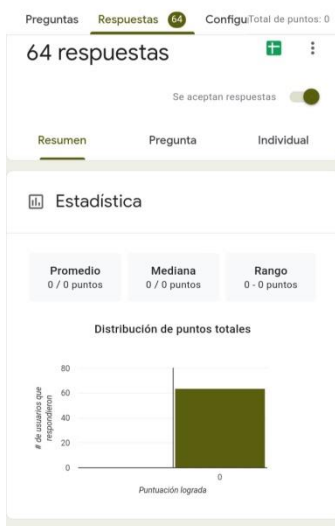 Preguntas Respuestas 64 Configu Total de puntos: 0
64 respuestas
Se aceptan respuestas
Resumen Pregunta Individual
Estadística
Promedio Mediana Rango
0 / 0 puntos 0 / 0 puntos 0 - 0 puntos
Distribución de puntos totales
# de usuarios que
respondieron
80
60
40
20
0
0
Puntuación lograda